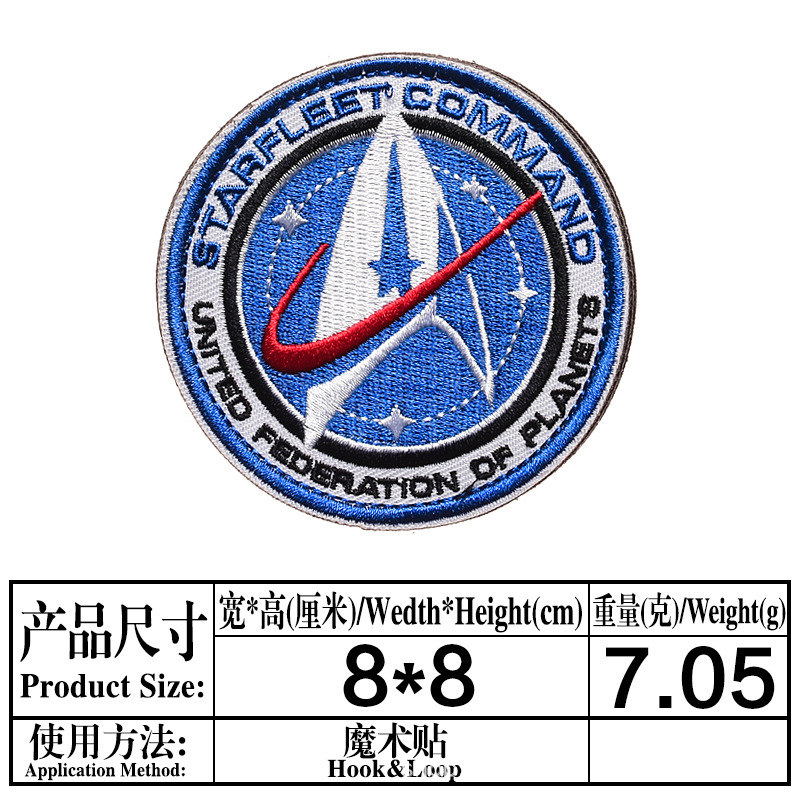 STARFLEET COMMAND
UNITED FEDERATION OF PLANETS
产品尺寸
Product Size:
宽*高(厘米)/Wedth*Height(cm)
重量(克)/Weight(g)
8*8
7.05
使用方法:
Application Method:
魔术贴
Hook&Loop